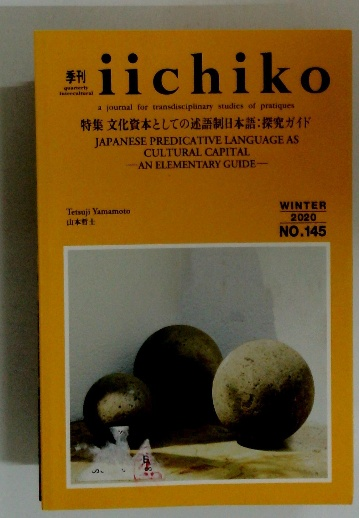 季刊
iichiko
quarterly
intercultural
a journal for transdisciplinary studies of pratiques
特集 文化資本としての述語制日本語:探究ガイド
JAPANESE PREDICATIVE LANGUAGE AS
CULTURAL CAPITAL
—AN ELEMENTARY GUIDE—
Tetsuji Yamamoto
山本哲士
WINTER
2020
NO.145